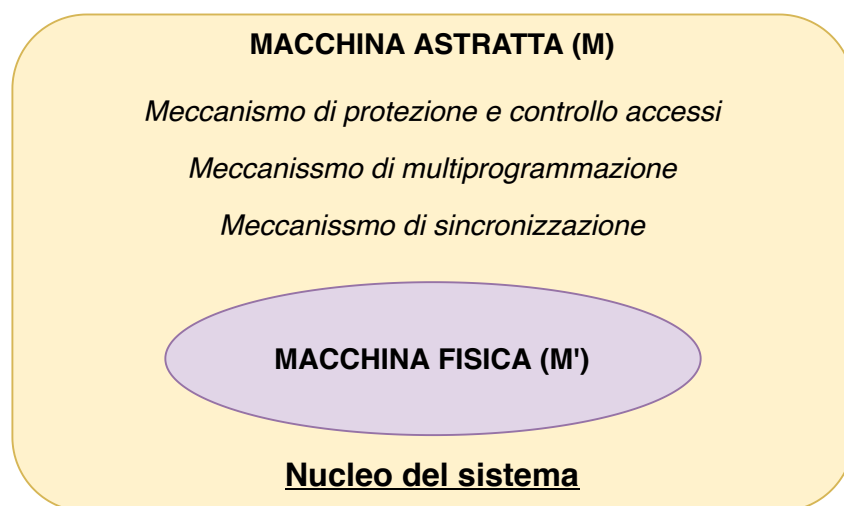 MACCHINA ASTRATTA (M)
Meccanismo di protezione e controllo accessi
Meccanissmo di multiprogrammazione
Meccanissmo di sincronizzazione
MACCHINA FISICA (M')
Nucleo del sistema